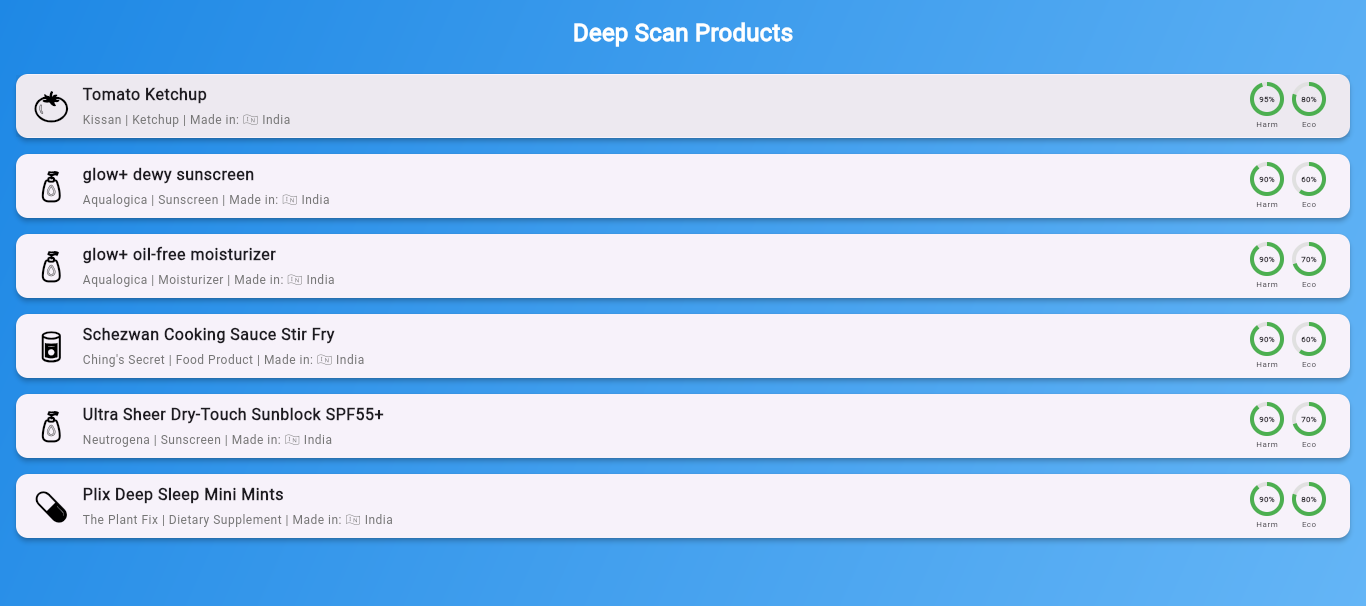 Deep Scan Products
Tomato Ketchup
Kissan | Ketchup | Made in: 🇮🇳 India
95%
80%
Harm
Eco
glow+ dewy sunscreen
Aqualogica | Sunscreen | Made in: 🇮🇳 India
90%
60%
Harm
Eco
glow+ oil-free moisturizer
Aqualogica | Moisturizer | Made in: 🇮🇳 India
90%
70%
Harm
Eco
Schezwan Cooking Sauce Stir Fry
Ching's Secret | Food Product | Made in: 🇮🇳 India
90%
60%
Harm
Eco
Ultra Sheer Dry-Touch Sunblock SPF55+
Neutrogena | Sunscreen | Made in: 🇮🇳 India
90%
70%
Harm
Eco
Plix Deep Sleep Mini Mints
The Plant Fix | Dietary Supplement | Made in: 🇮🇳 India
90%
80%
Harm
Eco